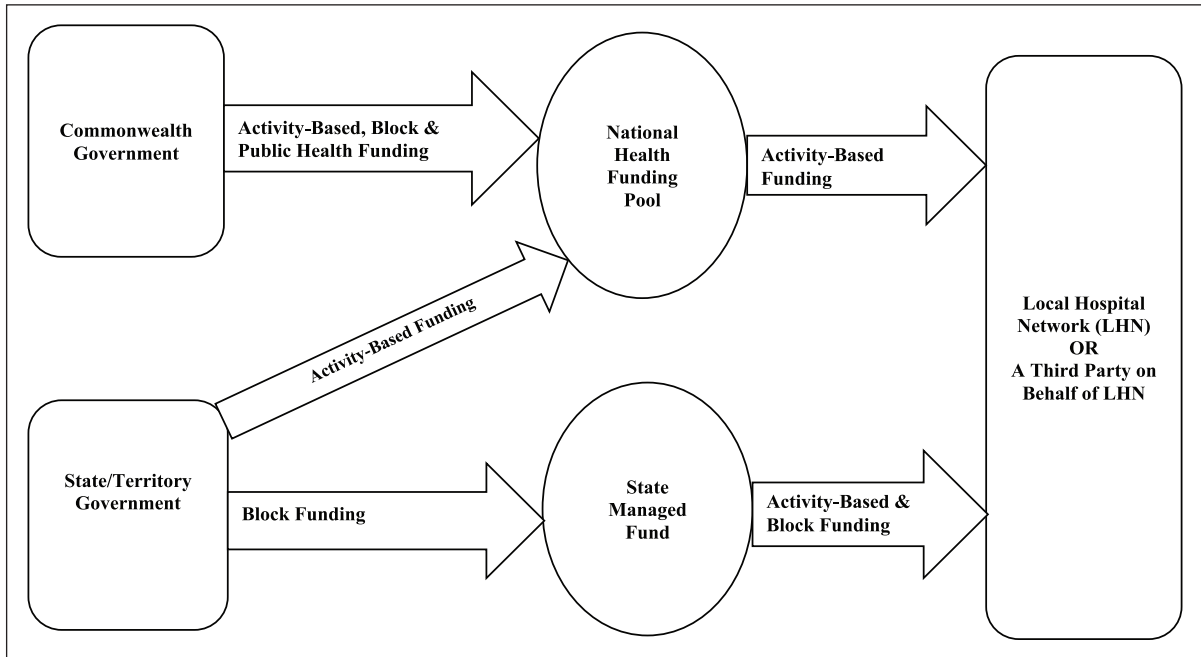 Commonwealth
Government
Activity-Based, Block &
Public Health Funding
National
Health
Funding
Pool
Activity-Based
Funding
Activity-Based Funding
Local Hospital
Network (LHN)
OR
A Third Party on
Behalf of LHN
State/Territory
Government
Block Funding
State
Managed
Fund
Activity-Based &
Block Funding